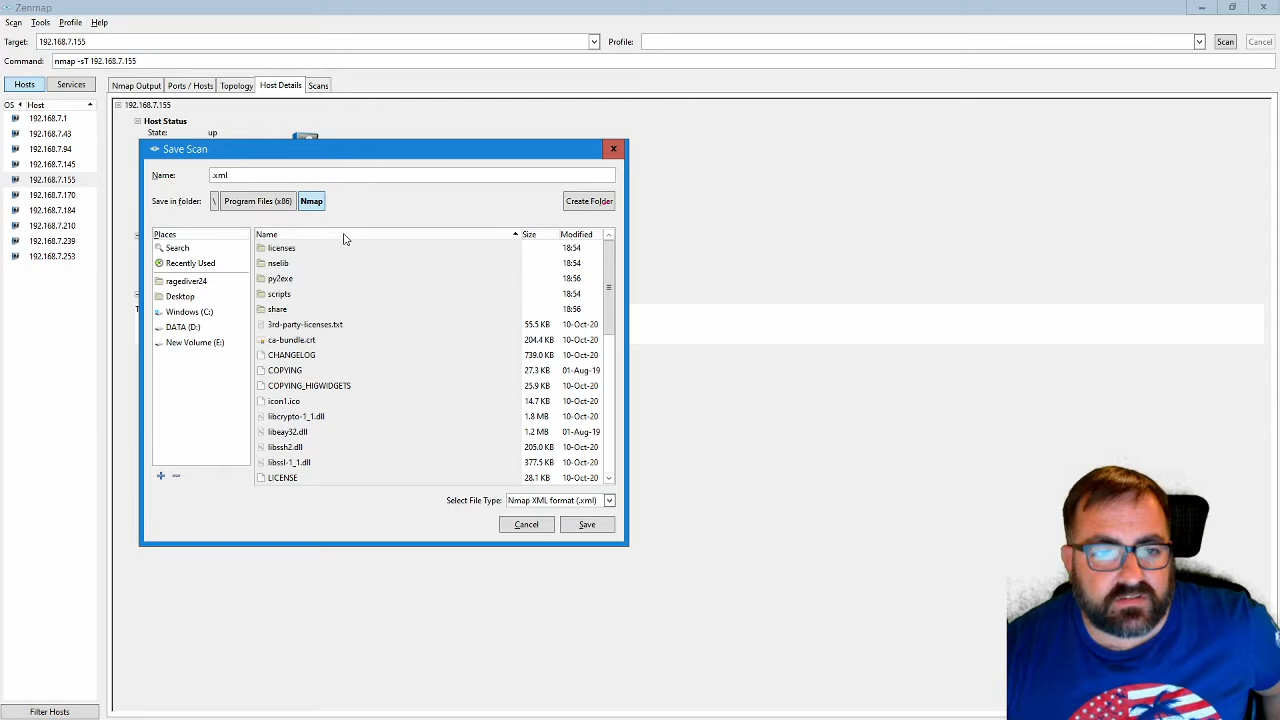 Zenmap
Scan Tools Profile Help
Target: 192.168.7.155 Profile: Scan Cancel
Command: nmap -sT 192.168.7.155
Hosts Services Nmap Output Ports / Hosts Topology Host Details Scans
OS Host
192.168.7.1
192.168.7.43
192.168.7.94
192.168.7.145
192.168.7.155
192.168.7.170
192.168.7.184
192.168.7.210
192.168.7.239
192.168.7.253
Filter Hosts
192.168.7.155
Host Status
State: up
Save Scan
Name: .xml
Save in folder: \ Program Files (x86) Nmap Create Folder
Places
Search
Recently Used
ragediver24
Desktop
Windows (C:)
DATA (D:)
New Volume (E:)
Name Size Modified
licenses 18:54
nselib 18:54
py2exe 18:56
scripts 18:54
share 18:56
3rd-party-licenses.txt 55.5 KB 10-Oct-20
ca-bundle.crt 204.4 KB 10-Oct-20
CHANGELOG 739.0 KB 10-Oct-20
COPYING 27.3 KB 01-Aug-19
COPYING_HIGWIDGETS 25.9 KB 10-Oct-20
icon1.ico 14.7 KB 10-Oct-20
libcrypto-1_1.dll 1.8 MB 10-Oct-20
libeay32.dll 1.2 MB 01-Aug-19
libssh2.dll 205.0 KB 10-Oct-20
libssl-1_1.dll 377.5 KB 10-Oct-20
LICENSE 28.1 KB 10-Oct-20
Select File Type: Nmap XML format (.xml)
Cancel Save